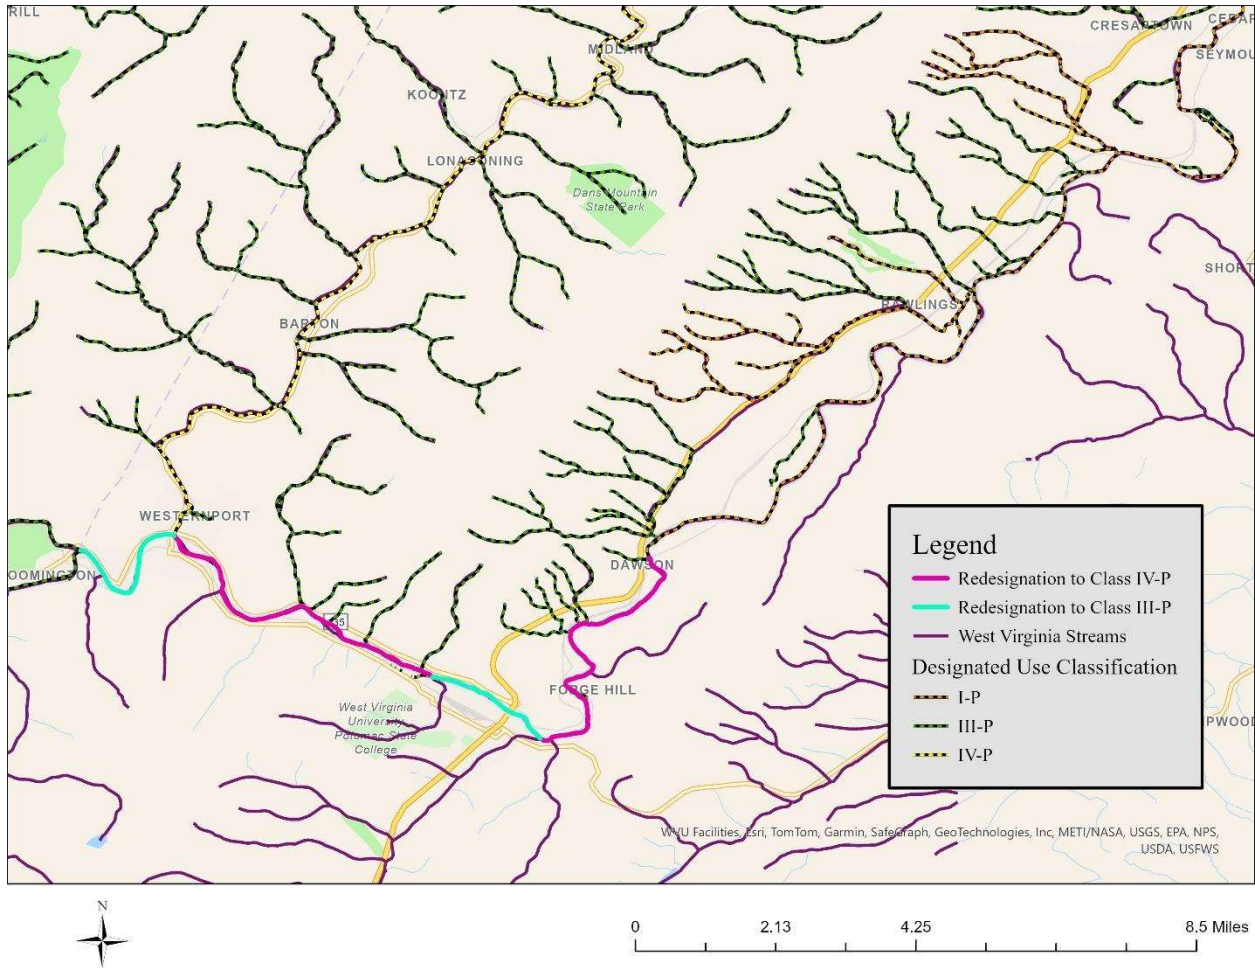 RILL
CRESAPTOWN
CEDAR
MIDLAND
SEYMOU
KOONTZ
LONACONING
Dans Mountain
State Park
SHORT
RAWLINGS
BARTON
WESTERNPORT
OOMINGTON
DAWSON
FORGE HILL
West Virginia
University
Potomac State
College
PWOOD
Legend
Redesignation to Class IV-P
Redesignation to Class III-P
West Virginia Streams
Designated Use Classification
I-P
III-P
IV-P
WVU Facilities, Esri, TomTom, Garmin, SafeGraph, GeoTechnologies, Inc, METI/NASA, USGS, EPA, NPS,
USDA, USFWS
N
0 2.13 4.25 8.5 Miles